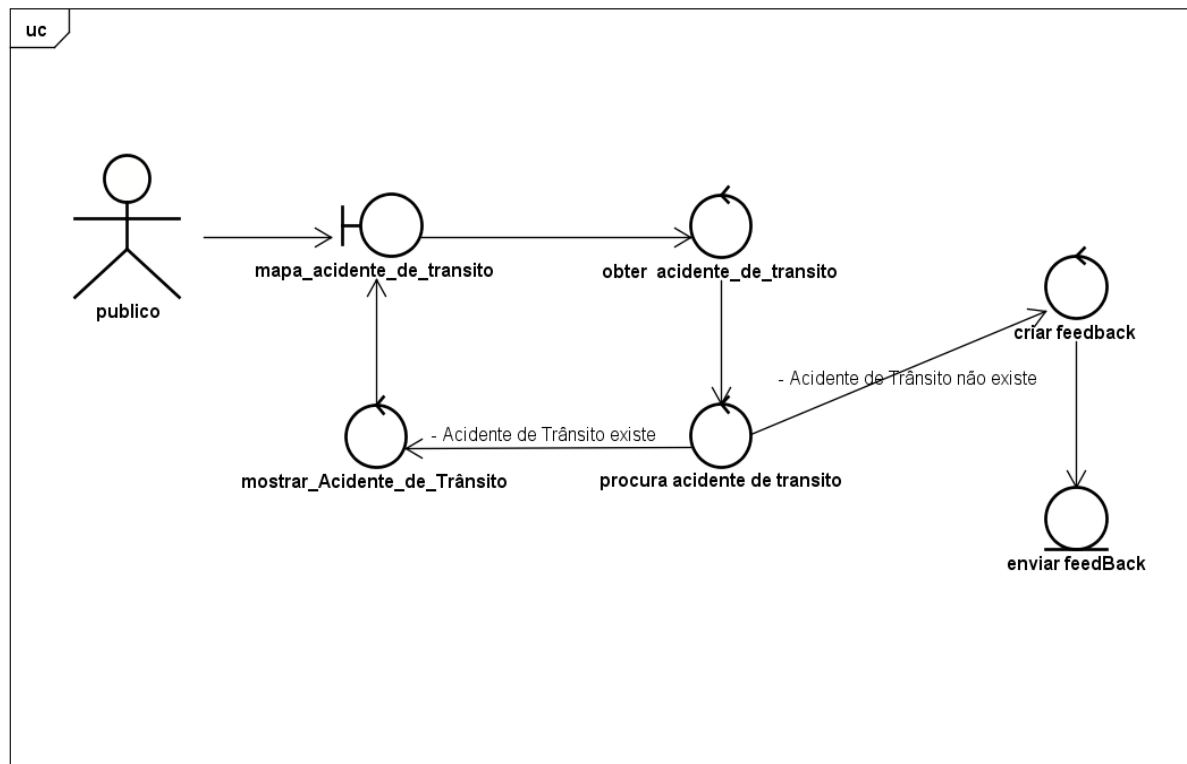 uc
publico
mapa_acidente_de_transito
obter acidente_de_transito
criar feedback
- Acidente de Trânsito não existe
- Acidente de Trânsito existe
mostrar_Acidente_de_Trânsito
procura acidente de transito
enviar feedBack